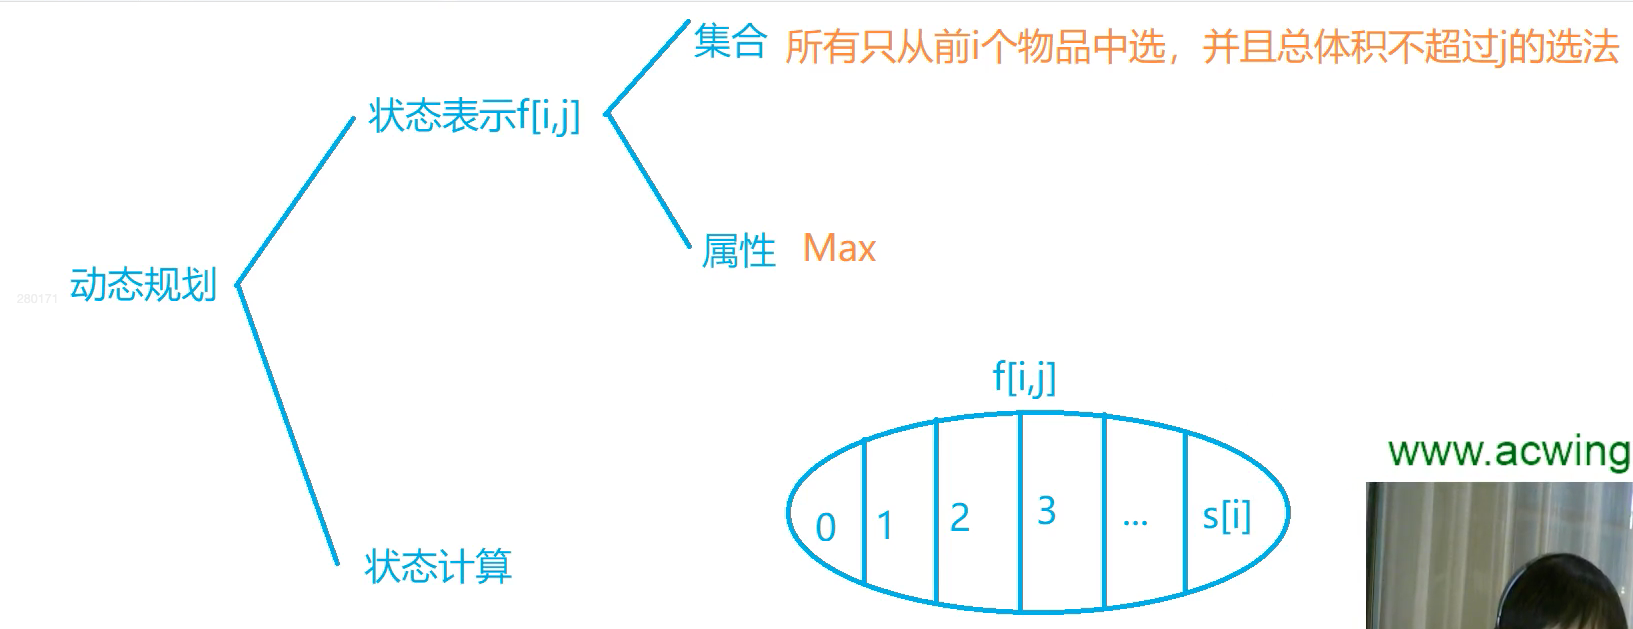 集合 所有只从前i个物品中选，并且总体积不超过j的选法
状态表示f[i,j]
属性 Max
动态规划
280171
f[i,j]
www.acwing
0 1 2 3 ... s[i]
状态计算